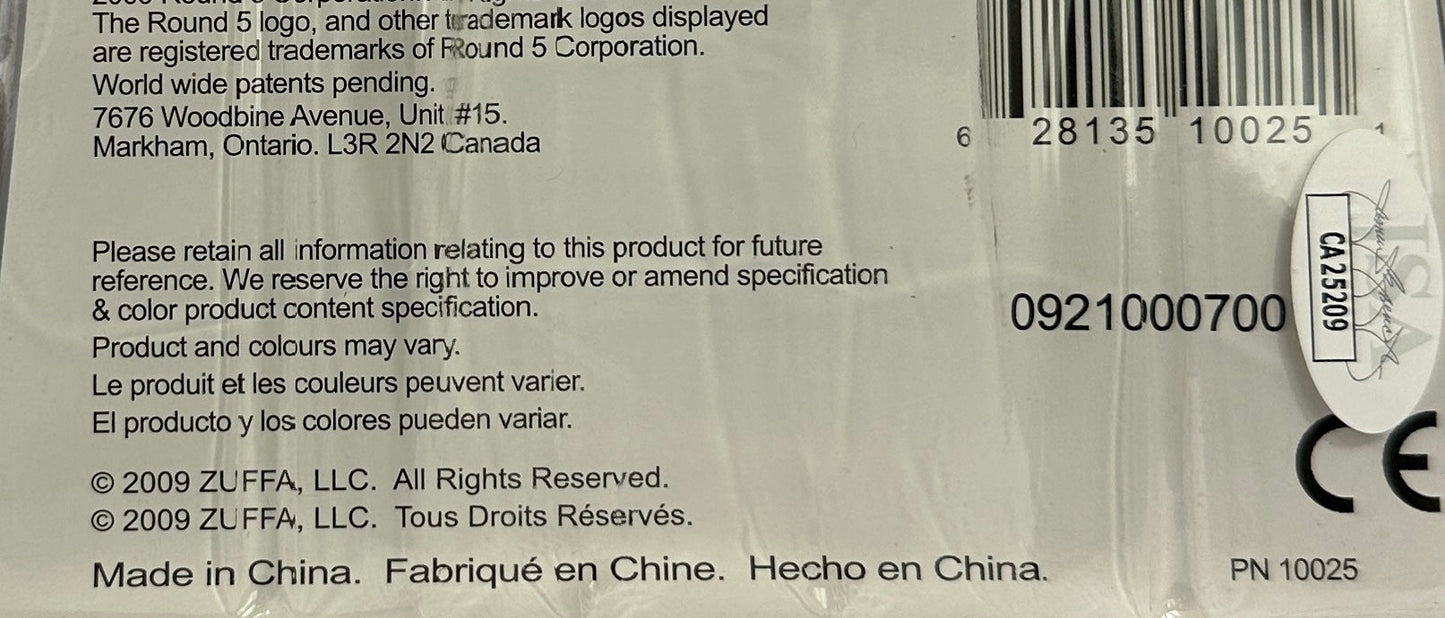 The Round 5 logo, and other trademark logos displayed
are registered trademarks of Round 5 Corporation.
World wide patents pending.
7676 Woodbine Avenue, Unit #15.
Markham, Ontario. L3R 2N2 Canada
6 28135 10025 1
Please retain all information relating to this product for future
reference. We reserve the right to improve or amend specification
& color product content specification.
Product and colours may vary.
Le produit et les couleurs peuvent varier.
El producto y los colores pueden variar.
0921000700
JSA
CA25209
CE
© 2009 ZUFFA, LLC. All Rights Reserved.
© 2009 ZUFFA, LLC. Tous Droits Réservés.
Made in China. Fabriqué en Chine. Hecho en China.
PN 10025